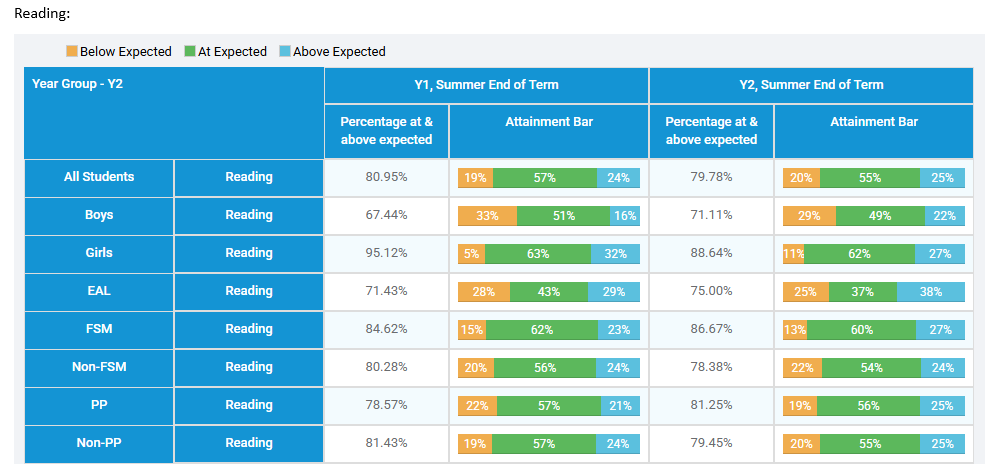 Reading:
Below Expected At Expected Above Expected
Year Group - Y2 Y1, Summer End of Term Y2, Summer End of Term
Percentage at & above expected Attainment Bar Percentage at & above expected Attainment Bar
All Students Reading 80.95% 19% 57% 24% 79.78% 20% 55% 25%
Boys Reading 67.44% 33% 51% 16% 71.11% 29% 49% 22%
Girls Reading 95.12% 5% 63% 32% 88.64% 11% 62% 27%
EAL Reading 71.43% 28% 43% 29% 75.00% 25% 37% 38%
FSM Reading 84.62% 15% 62% 23% 86.67% 13% 60% 27%
Non-FSM Reading 80.28% 20% 56% 24% 78.38% 22% 54% 24%
PP Reading 78.57% 22% 57% 21% 81.25% 19% 56% 25%
Non-PP Reading 81.43% 19% 57% 24% 79.45% 20% 55% 25%